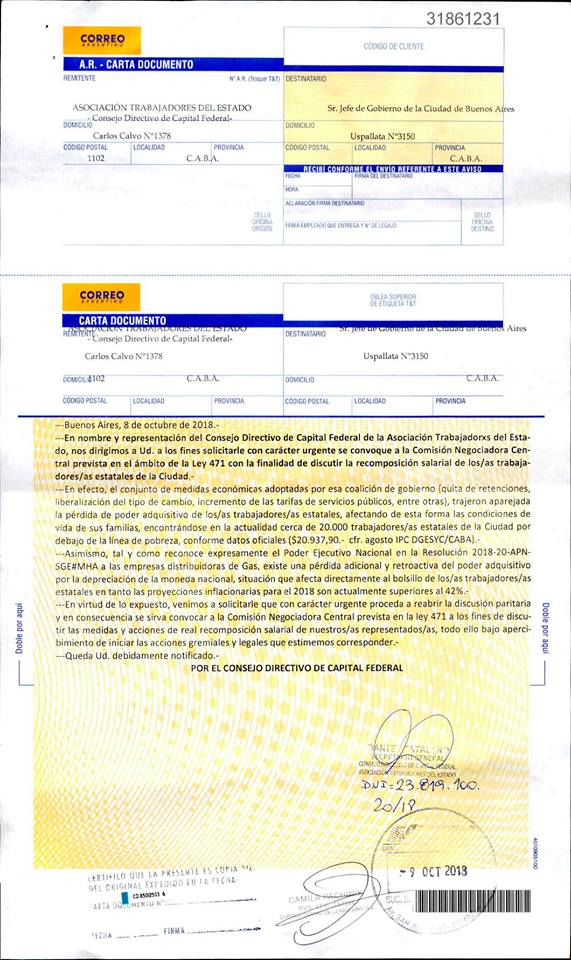 31861231
CORREO
ARGENTINO
CÓDIGO DE CLIENTE
A.R. - CARTA DOCUMENTO
REMITENTE
N° A.R. (Troquel T&T)
DESTINATARIO
ASOCIACIÓN TRABAJADORES DEL ESTADO
- Consejo Directivo de Capital Federal-
Sr. Jefe de Gobierno de la Ciudad de Buenos Aires
DOMICILIO
DOMICILIO
Carlos Calvo N°1378
Uspallata N°3150
CÓDIGO POSTAL LOCALIDAD PROVINCIA
CÓDIGO POSTAL LOCALIDAD PROVINCIA
1102 C.A.B.A.
C.A.B.A.
RECIBÍ CONFORME EL ENVÍO REFERENTE A ESTE AVISO
FECHA FIRMA DEL DESTINATARIO
HORA
ACLARACIÓN FIRMA DESTINATARIO
SELLO
OFICINA
ORIGEN
FIRMA EMPLEADO QUE ENTREGA Y N° DE LEGAJO
SELLO
OFICINA
DESTINO
CORREO
ARGENTINO
OBLEA SUPERIOR
DE ETIQUETA T&T
CARTA DOCUMENTO
ASOCIACIÓN TRABAJADORES DEL ESTADO
REMITENTE
- Consejo Directivo de Capital Federal-
DESTINATARIO
Sr. Jefe de Gobierno de la Ciudad de Buenos Aires
Carlos Calvo N°1378
Uspallata N°3150
DOMICILIO
1102 C.A.B.A.
DOMICILIO
C.A.B.A.
CÓDIGO POSTAL LOCALIDAD PROVINCIA
CÓDIGO POSTAL LOCALIDAD PROVINCIA
---Buenos Aires, 8 de octubre de 2018.-
---En nombre y representación del Consejo Directivo de Capital Federal de la Asociación Trabajadorxs del Esta-
do, nos dirigimos a Ud. a los fines solicitarle con carácter urgente se convoque a la Comisión Negociadora Cen-
tral prevista en el ámbito de la Ley 471 con la finalidad de discutir la recomposición salarial de los/as trabaja-
dores/as estatales de la Ciudad.-
---En efecto, el conjunto de medidas económicas adoptadas por esa coalición de gobierno (quita de retenciones,
liberalización del tipo de cambio, incremento de las tarifas de servicios públicos, entre otras), trajeron aparejada
la pérdida de poder adquisitivo de los/as trabajadores/as estatales, afectando de esta forma las condiciones de
vida de sus familias, encontrándose en la actualidad cerca de 20.000 trabajadores/as estatales de la Ciudad por
debajo de la línea de pobreza, conforme datos oficiales ($20.937,90.- cfr. agosto IPC DGESYC/CABA).-
---Asimismo, tal y como reconoce expresamente el Poder Ejecutivo Nacional en la Resolución 2018-20-APN-
SGE#MHA a las empresas distribuidoras de Gas, existe una pérdida adicional y retroactiva del poder adquisitivo
por la depreciación de la moneda nacional, situación que afecta directamente al bolsillo de los/as trabajadores/as
estatales en tanto las proyecciones inflacionarias para el 2018 son actualmente superiores al 42%.-
---En virtud de lo expuesto, venimos a solicitarle que con carácter urgente proceda a reabrir la discusión paritaria
y en consecuencia se sirva convocar a la Comisión Negociadora Central prevista en la ley 471 a los fines de discu-
tir las medidas y acciones de real recomposición salarial de nuestros/as representados/as, todo ello bajo aperci-
bimiento de iniciar las acciones gremiales y legales que estimemos corresponder.-
---Queda Ud. debidamente notificado.-
POR EL CONSEJO DIRECTIVO DE CAPITAL FEDERAL
Doble por aquí
Doble por aquí
SECRETARIO GENERAL
CONSEJO DIRECTIVO DE CAPITAL FEDERAL
ASOCIACIÓN TRABAJADORES DEL ESTADO
DNI=23.819.100.
20/18
- 9 OCT 2018
CERTIFICO QUE LA PRESENTE ES COPIA
DEL ORIGINAL EXPEDIDO EN LA FECHA
CARTA DOCUMENTO N°
FECHA FIRMA
CAMILA